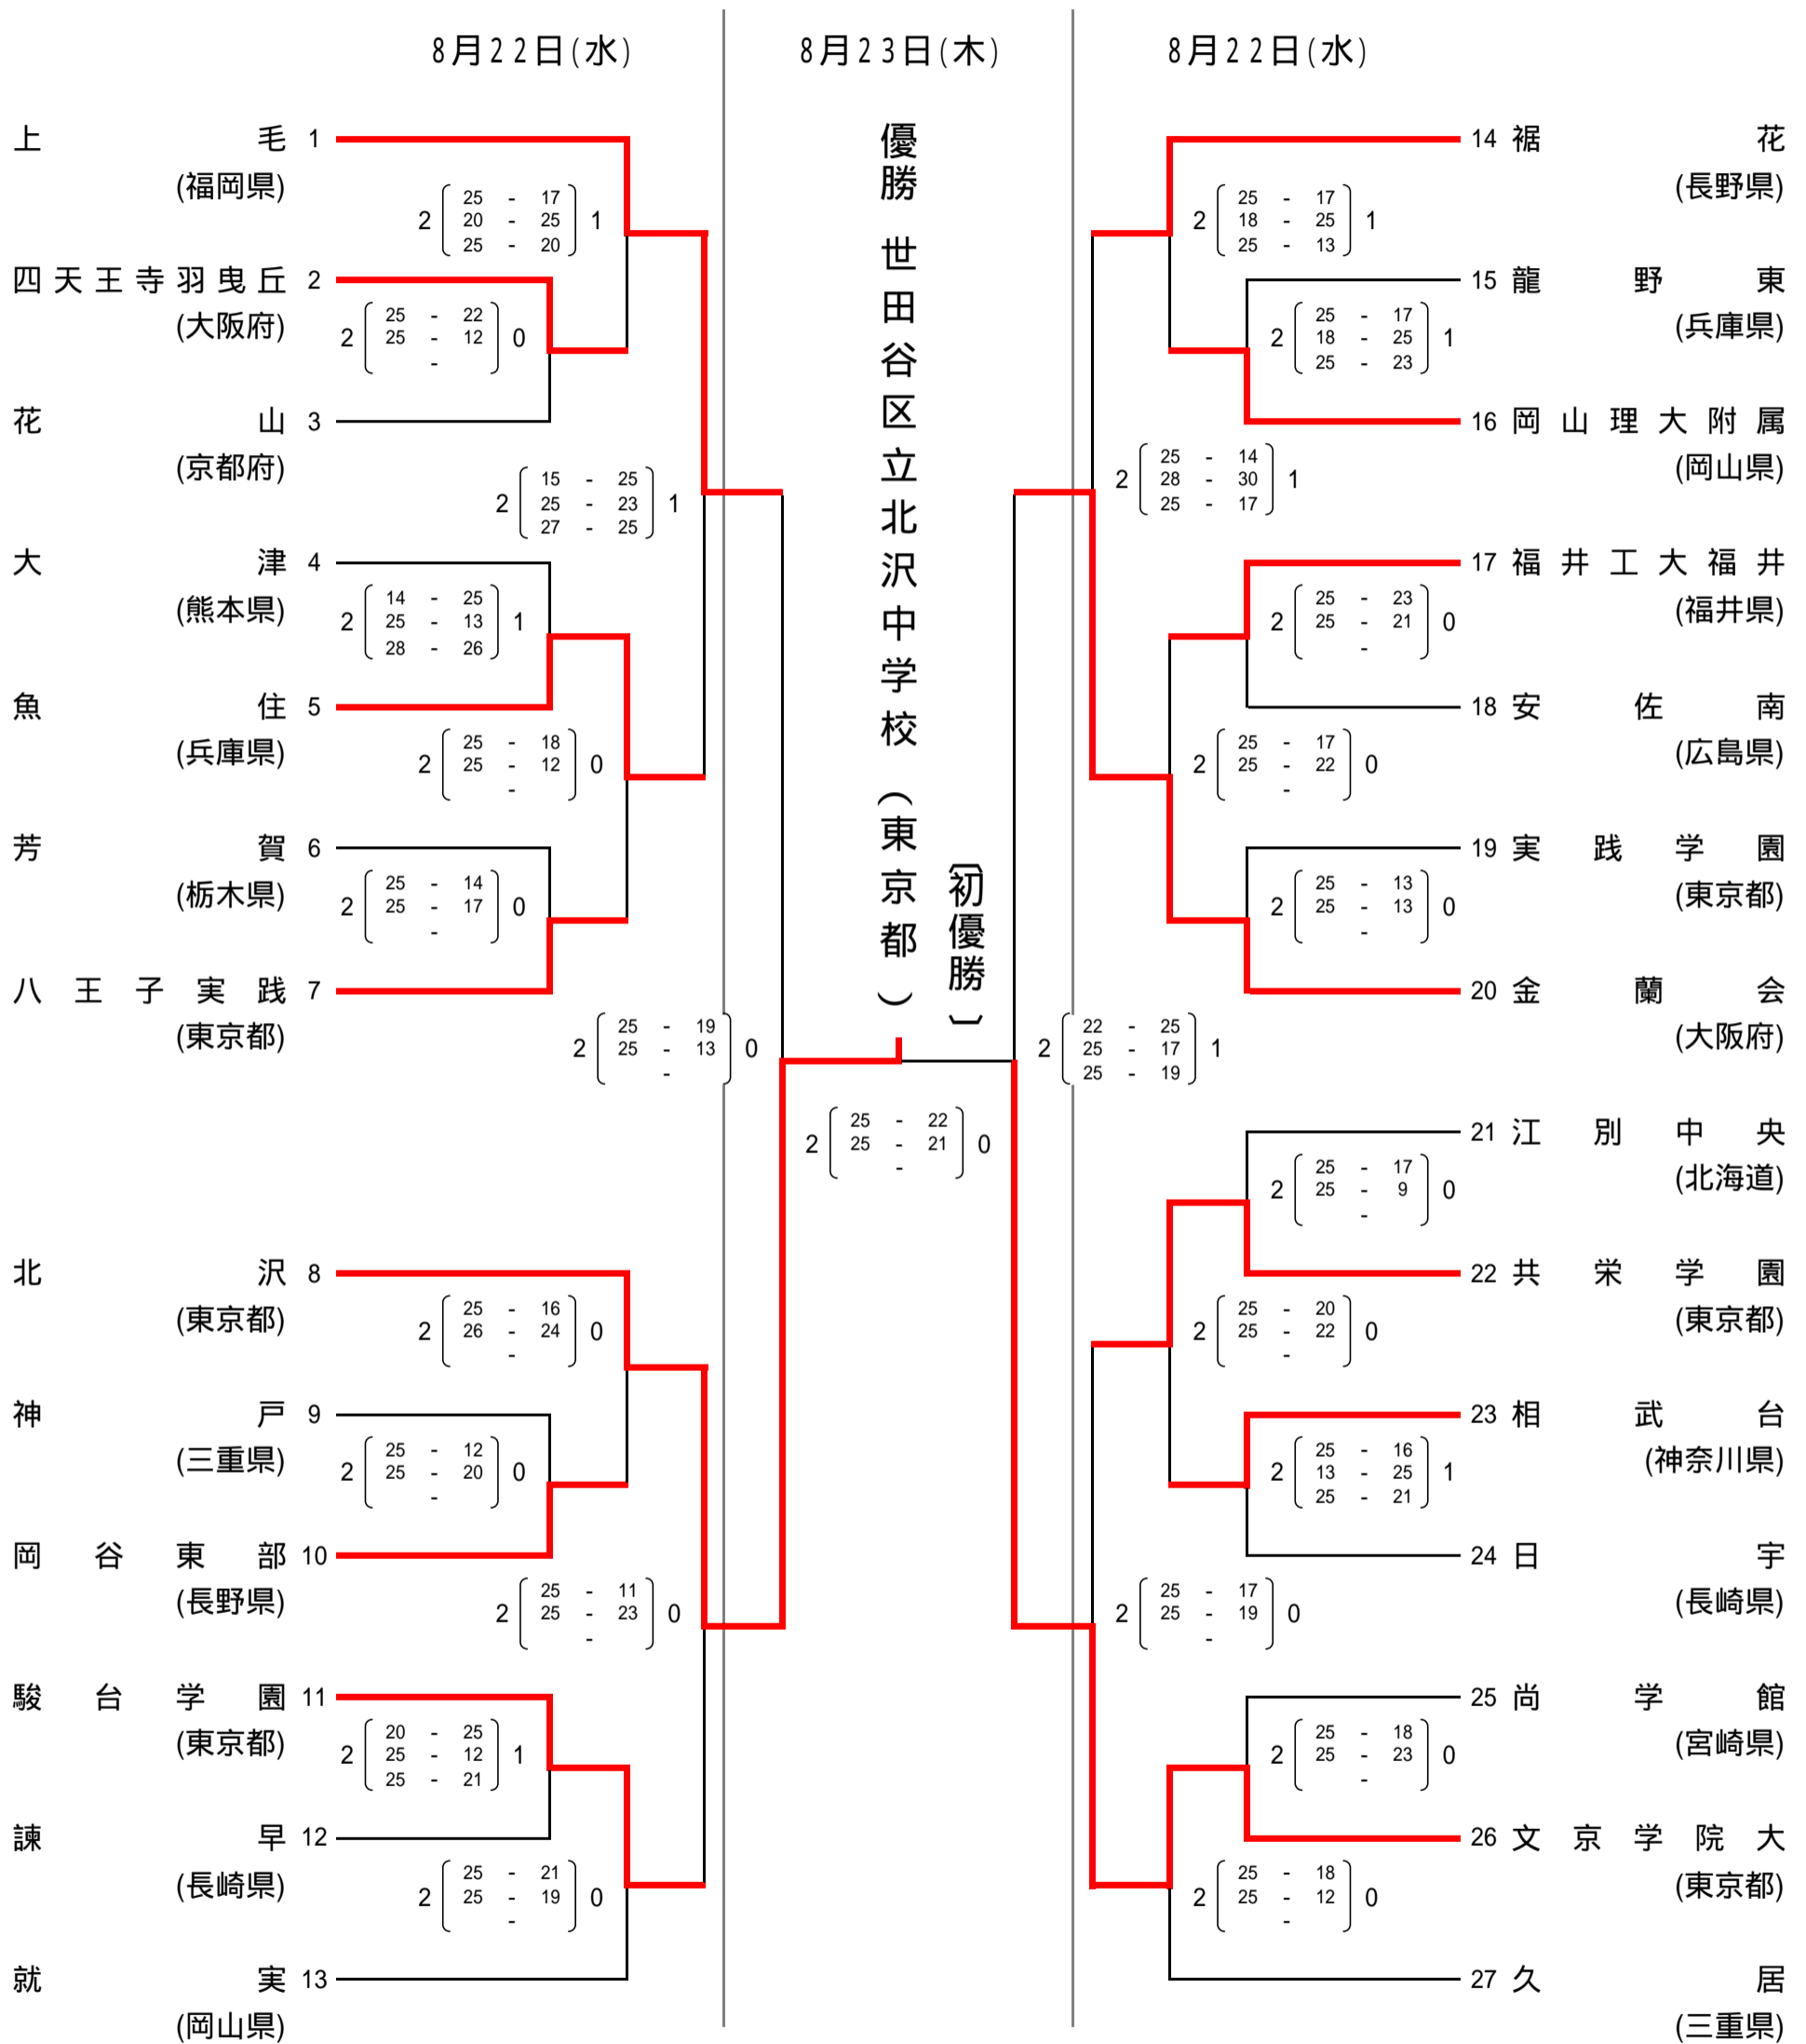 8月22日(水)
8月23日(木)
8月22日(水)
優勝 世田谷区立北沢中学校 (東京都)
〔初優勝〕
上毛 1
(福岡県)
2 25 - 17 1
20 - 25
25 - 20
四天王寺羽曳丘 2
(大阪府)
2 25 - 22 0
25 - 12
-
花山 3
(京都府)
2 15 - 25 1
25 - 23
27 - 25
大津 4
(熊本県)
2 14 - 25 1
25 - 13
28 - 26
魚住 5
(兵庫県)
2 25 - 18 0
25 - 12
-
芳賀 6
(栃木県)
2 25 - 14 0
25 - 17
-
八王子実践 7
(東京都)
2 25 - 19 0
25 - 13
-
2 25 - 22 0
25 - 21
-
北沢 8
(東京都)
2 25 - 16 0
26 - 24
-
神戸 9
(三重県)
2 25 - 12 0
25 - 20
-
岡谷東部 10
(長野県)
2 25 - 11 0
25 - 23
-
駿台学園 11
(東京都)
2 20 - 25 1
25 - 12
25 - 21
諫早 12
(長崎県)
2 25 - 21 0
25 - 19
-
就実 13
(岡山県)
14 裾花
(長野県)
2 25 - 17 1
18 - 25
25 - 13
15 龍野東
(兵庫県)
2 25 - 17 1
18 - 25
25 - 23
16 岡山理大附属
(岡山県)
2 25 - 14 1
28 - 30
25 - 17
17 福井工大福井
(福井県)
2 25 - 23 0
25 - 21
-
18 安佐南
(広島県)
2 25 - 17 0
25 - 22
-
19 実践学園
(東京都)
2 25 - 13 0
25 - 13
-
20 金蘭会
(大阪府)
2 22 - 25 1
25 - 17
25 - 19
21 江別中央
(北海道)
2 25 - 17 0
25 - 9
-
22 共栄学園
(東京都)
2 25 - 20 0
25 - 22
-
23 相武台
(神奈川県)
2 25 - 16 1
13 - 25
25 - 21
24 日宇
(長崎県)
2 25 - 17 0
25 - 19
-
25 尚学館
(宮崎県)
2 25 - 18 0
25 - 23
-
26 文京学院大
(東京都)
2 25 - 18 0
25 - 12
-
27 久居
(三重県)